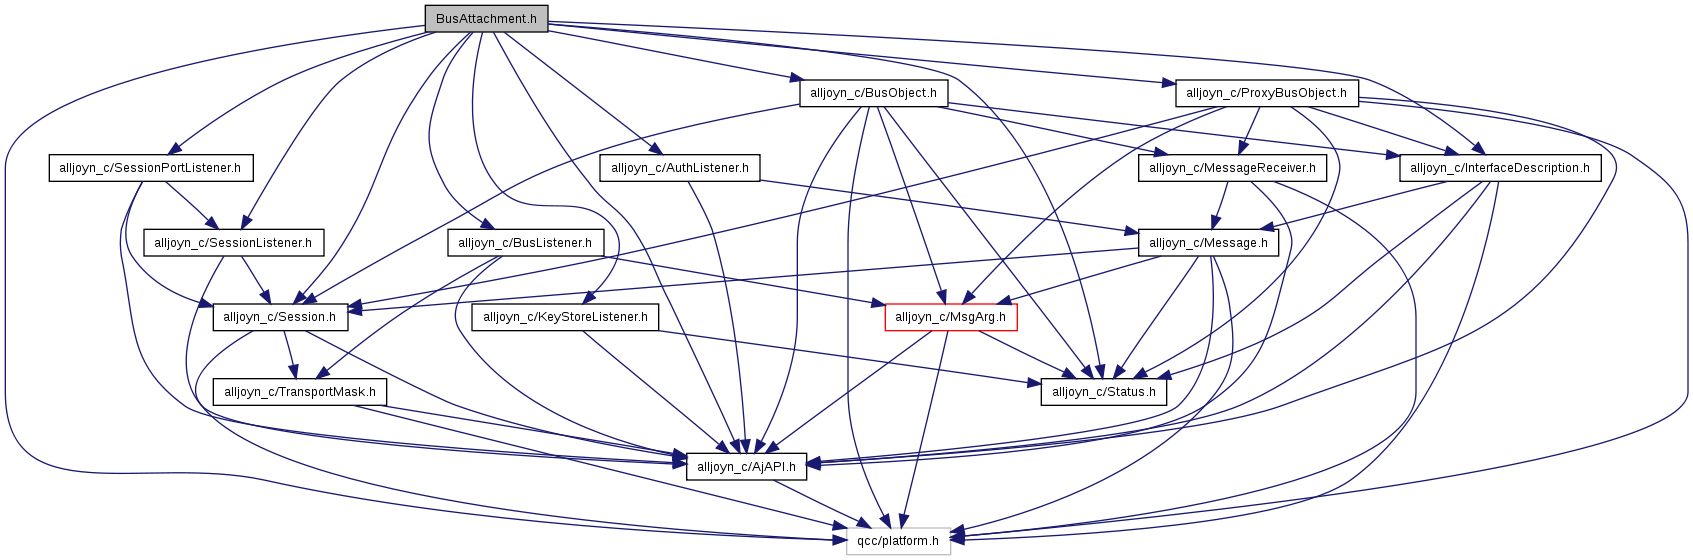 BusAttachment.h
alljoyn_c/BusObject.h
alljoyn_c/ProxyBusObject.h
alljoyn_c/SessionPortListener.h
alljoyn_c/AuthListener.h
alljoyn_c/MessageReceiver.h
alljoyn_c/InterfaceDescription.h
alljoyn_c/SessionListener.h
alljoyn_c/BusListener.h
alljoyn_c/Message.h
alljoyn_c/Session.h
alljoyn_c/KeyStoreListener.h
alljoyn_c/MsgArg.h
alljoyn_c/TransportMask.h
alljoyn_c/Status.h
alljoyn_c/AjAPI.h
qcc/platform.h